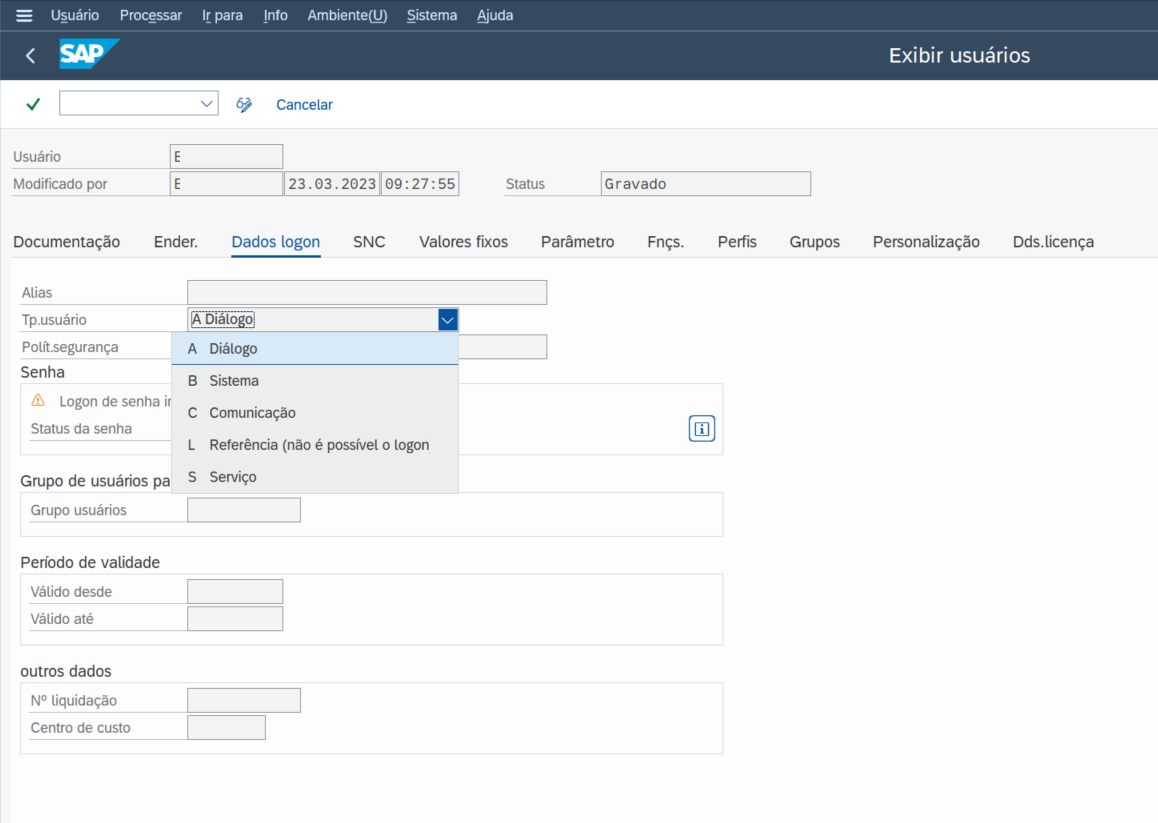 Usuário Processar Ir para Info Ambiente(U) Sistema Ajuda
SAP Exibir usuários
Cancelar
Usuário E
Modificado por E 23.03.2023 09:27:55 Status Gravado
Documentação Ender. Dados logon SNC Valores fixos Parâmetro Fnçs. Perfis Grupos Personalização Dds.licença
Alias
Tp.usuário A Diálogo
Polít.segurança
A Diálogo
B Sistema
C Comunicação
L Referência (não é possível o logon
S Serviço
Senha
Logon de senha
Status da senha
Grupo de usuários
Grupo usuários
Período de validade
Válido desde
Válido até
outros dados
Nº liquidação
Centro de custo